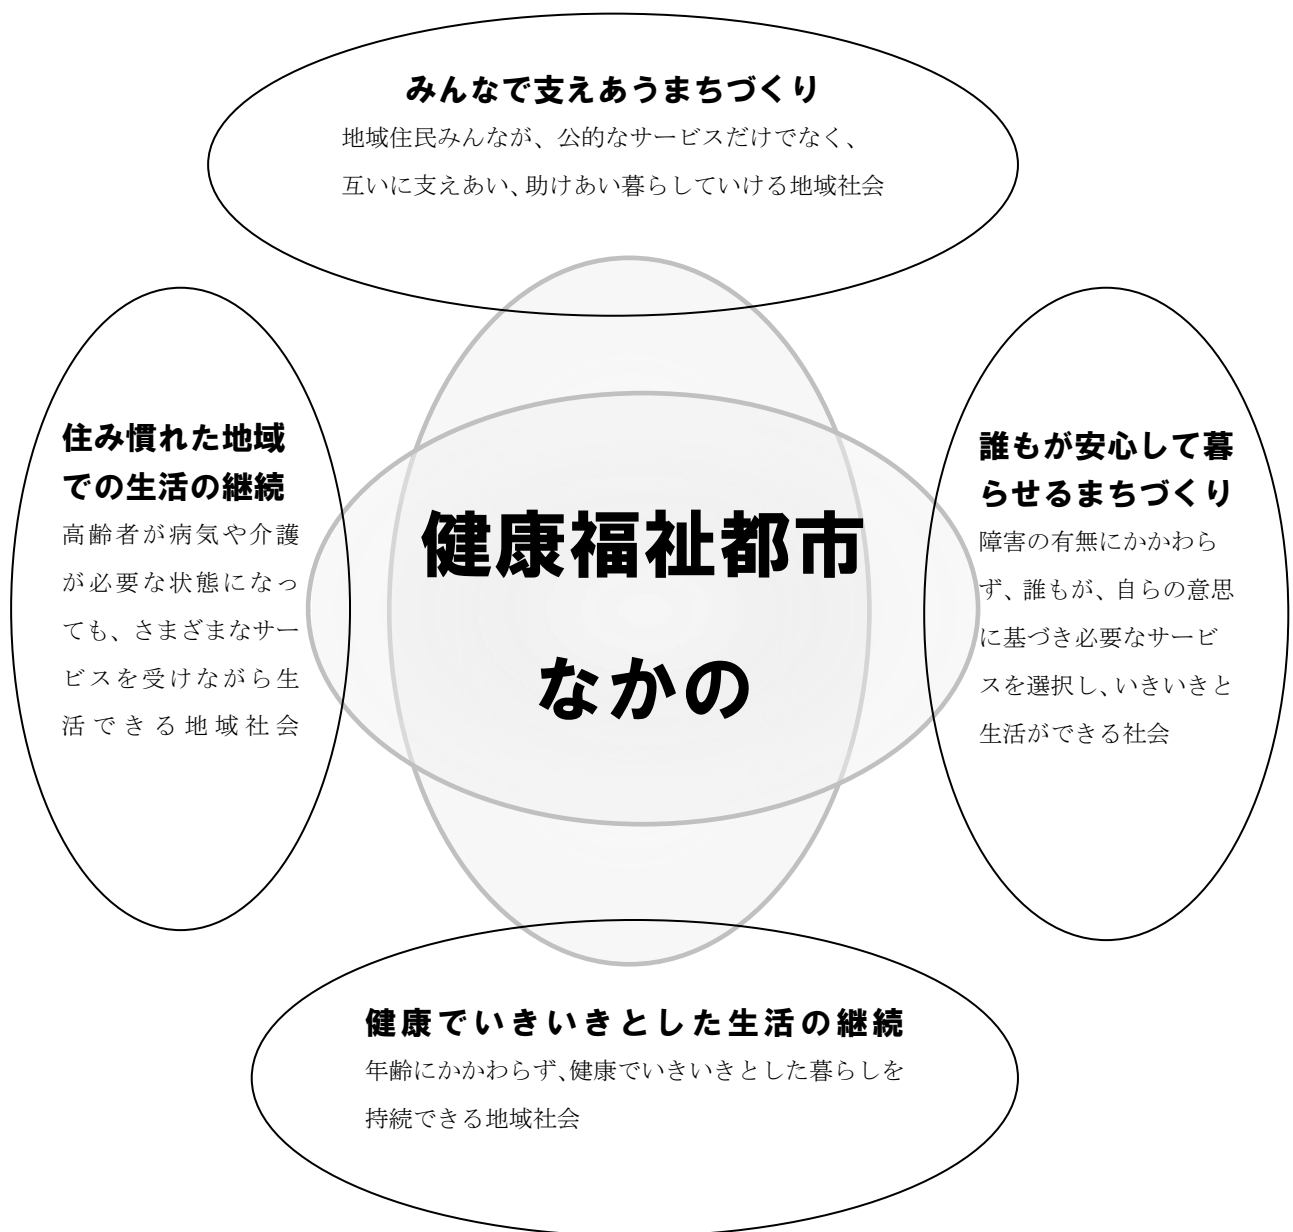 みんなで支えあうまちづくり
地域住民みんなが、公的なサービスだけでなく、
互いに支えあい、助けあい暮らしていける地域社会
住み慣れた地域
での生活の継続
高齢者が病気や介護
が必要な状態になっ
ても、さまざまなサー
ビスを受けながら生
活できる地域社会
健康福祉都市
なかの
誰もが安心して暮
らせるまちづくり
障害の有無にかかわら
ず、誰もが、自らの意思
に基づき必要なサービ
スを選択し、いきいきと
生活ができる社会
健康でいきいきとした生活の継続
年齢にかかわらず、健康でいきいきとした暮らしを
持続できる地域社会